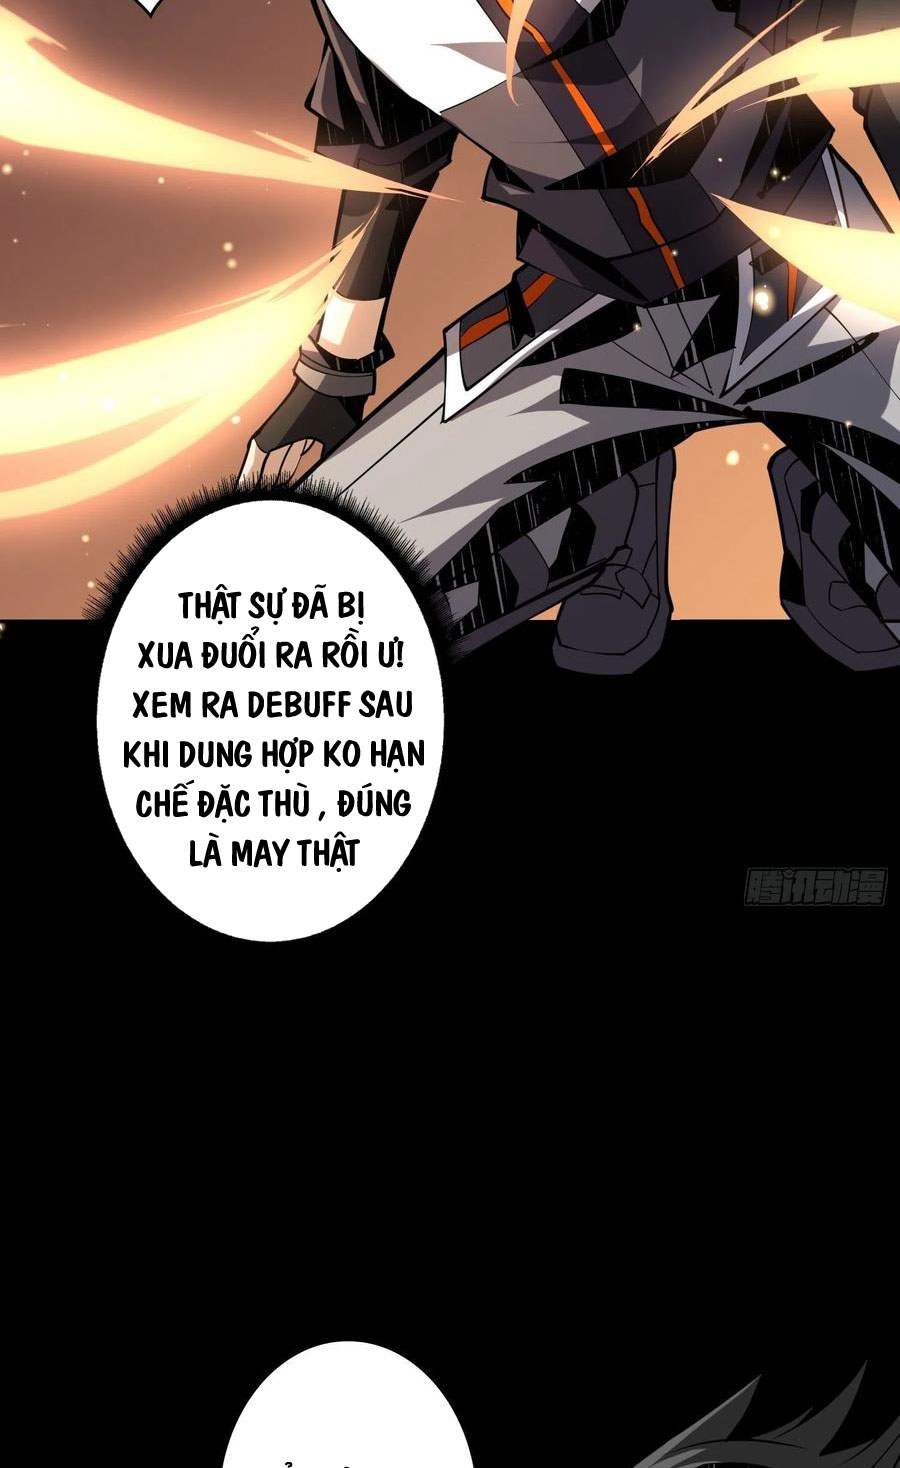 THẬT SỰ ĐÃ BỊ
XUA ĐUỔI RA RỒI Ư!
XEM RA DEBUFF SAU
KHI DUNG HỢP KO HẠN
CHẾ ĐẶC THÙ , ĐÚNG
LÀ MAY THẬT
腾讯动漫